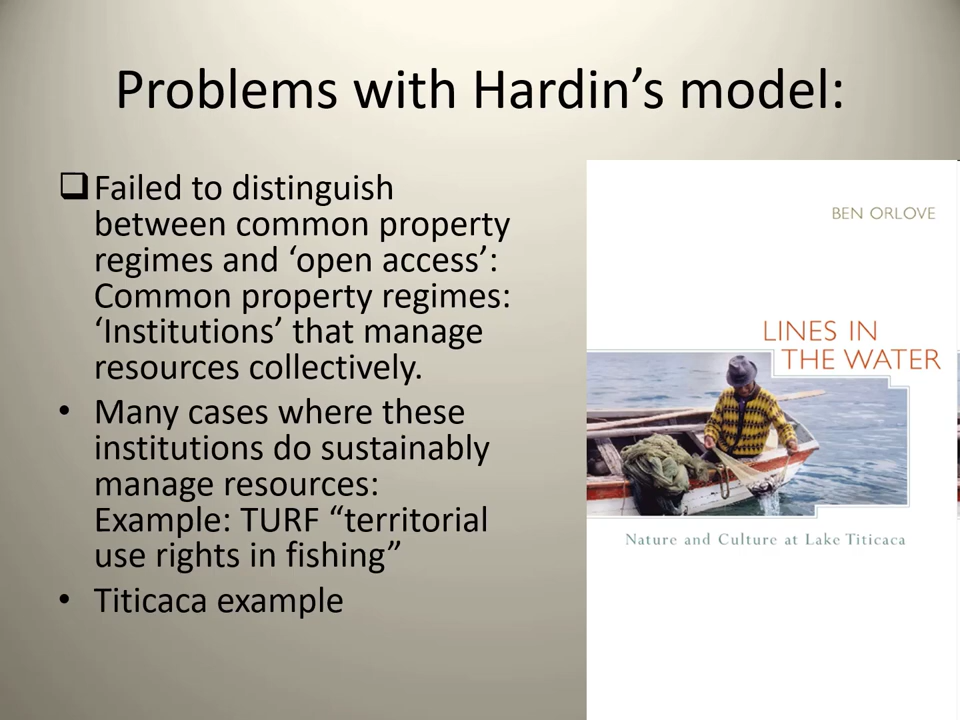 Problems with Hardin’s model:
❑Failed to distinguish
between common property
regimes and ‘open access’:
Common property regimes:
‘Institutions’ that manage
resources collectively.
• Many cases where these
institutions do sustainably
manage resources:
Example: TURF “territorial
use rights in fishing”
• Titicaca example
BEN ORLOVE
LINES IN
THE WATER
Nature and Culture at Lake Titicaca